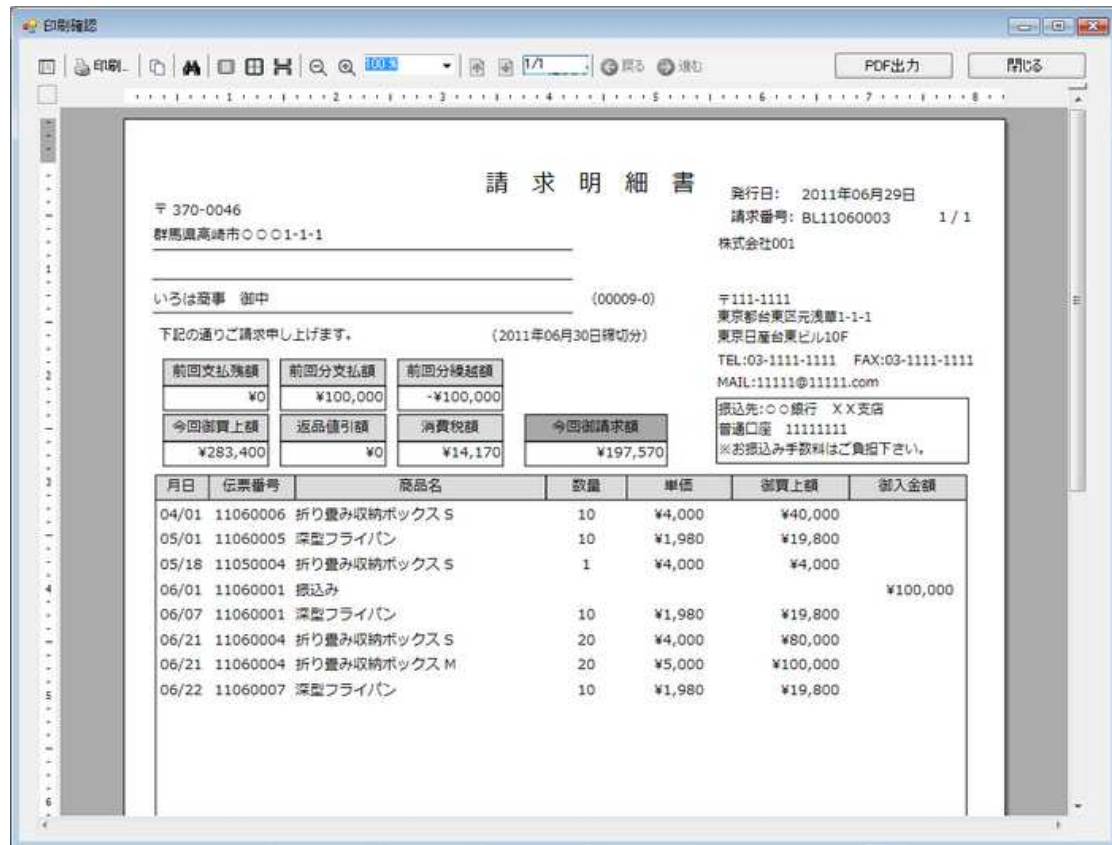 印刷確認
印刷... 100% 1/1 戻る 進む PDF出力 閉じる
1 2 3 4 5 6 7 8
請 求 明 細 書
発行日: 2011年06月29日
〒 370-0046
請求番号: BL11060003 1 / 1
群馬県高崎市○○○1-1-1
株式会社001
いろは商事 御中 (00009-0)
〒111-1111
東京都台東区元浅草1-1-1
下記の通りご請求申し上げます。 (2011年06月30日締切分)
東京日産台東ビル10F
TEL:03-1111-1111 FAX:03-1111-1111
MAIL:11111@11111.com
前回支払残額 前回分支払額 前回分繰越額
¥0 ¥100,000 -¥100,000
振込先:○○銀行 XX支店
普通口座 11111111
※お振込み手数料はご負担下さい。
今回御買上額 返品値引額 消費税額 今回御請求額
¥283,400 ¥0 ¥14,170 ¥197,570
月日 伝票番号 商品名 数量 単価 御買上額 御入金額
04/01 11060006 折り畳み収納ボックス S 10 ¥4,000 ¥40,000
05/01 11060005 深型フライパン 10 ¥1,980 ¥19,800
05/18 11050004 折り畳み収納ボックス S 1 ¥4,000 ¥4,000
06/01 11060001 振込み ¥100,000
06/07 11060001 深型フライパン 10 ¥1,980 ¥19,800
06/21 11060004 折り畳み収納ボックス S 20 ¥4,000 ¥80,000
06/21 11060004 折り畳み収納ボックス M 20 ¥5,000 ¥100,000
06/22 11060007 深型フライパン 10 ¥1,980 ¥19,800
1
2
3
4
5
6